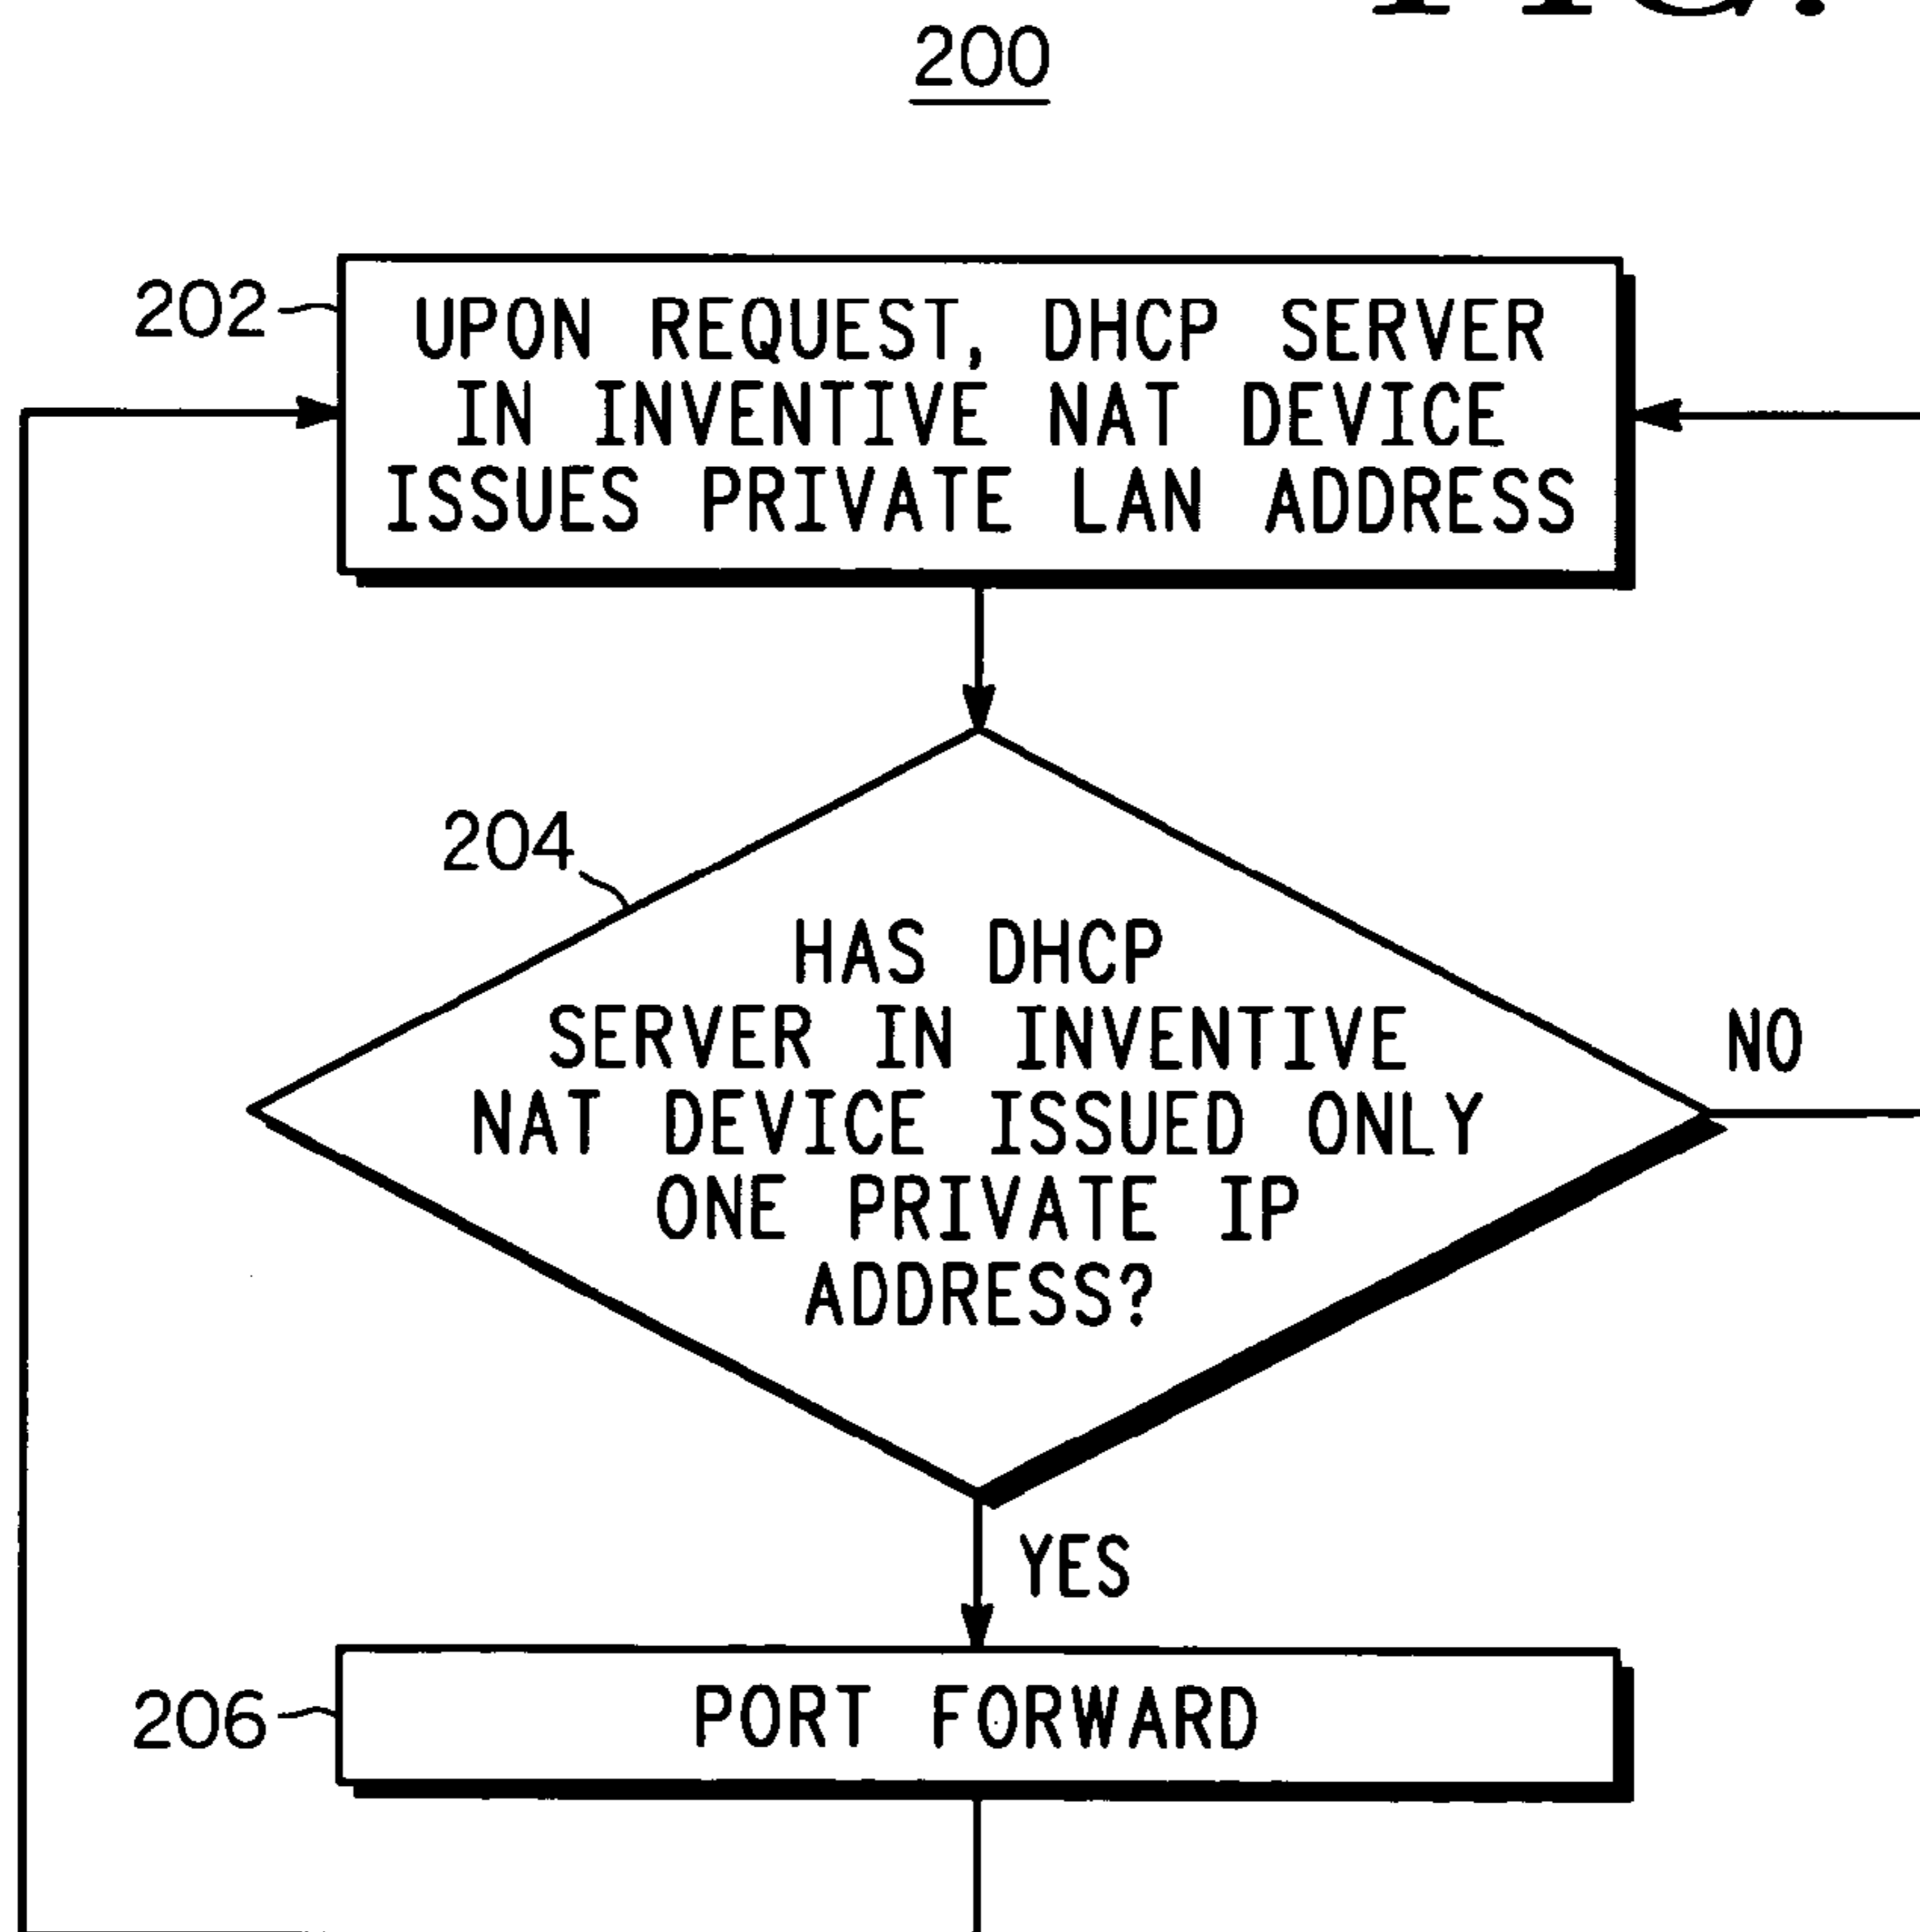 200
202
UPON REQUEST, DHCP SERVER
IN INVENTIVE NAT DEVICE
ISSUES PRIVATE LAN ADDRESS
204
HAS DHCP
SERVER IN INVENTIVE
NAT DEVICE ISSUED ONLY
ONE PRIVATE IP
ADDRESS?
NO
YES
206
PORT FORWARD